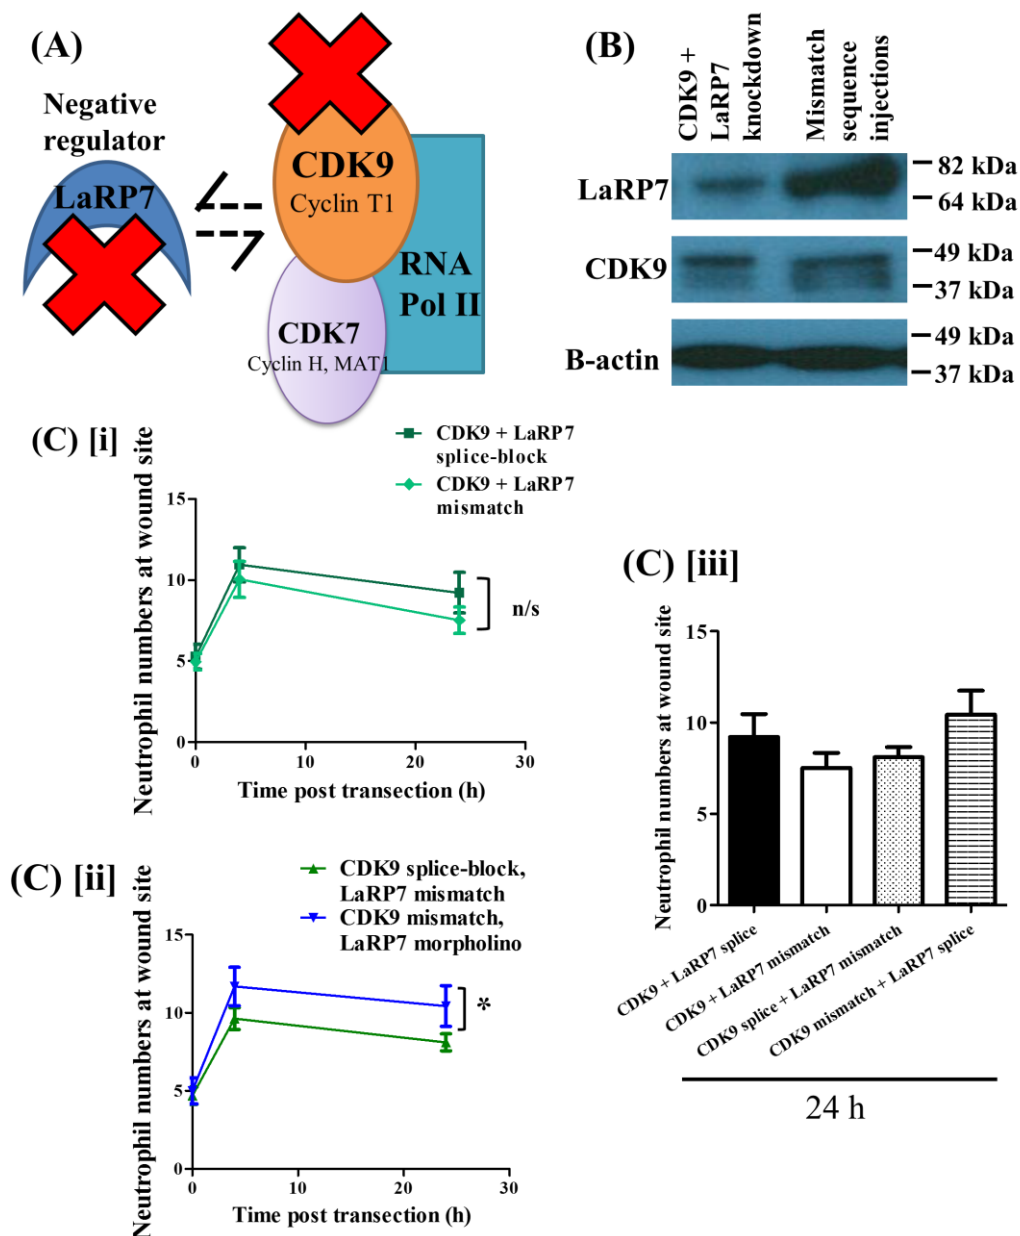 (A)
Negative
regulator
LaRP7
CDK9
Cyclin T1
RNA
Pol II
CDK7
Cyclin H, MAT1
(B)
CDK9 +
LaRP7
knockdown
Mismatch
sequence
injections
LaRP7
82 kDa
64 kDa
CDK9
49 kDa
37 kDa
B-actin
49 kDa
37 kDa
(C) [i]
CDK9 + LaRP7
splice-block
CDK9 + LaRP7
mismatch
Neutrophil numbers at wound site
15
10
5
0
0
10
20
30
n/s
Time post transection (h)
(C) [ii]
CDK9 splice-block,
LaRP7 mismatch
CDK9 mismatch,
LaRP7 morpholino
Neutrophil numbers at wound site
15
10
5
0
0
10
20
30
*
Time post transection (h)
(C) [iii]
Neutrophil numbers at wound site
15
10
5
0
CDK9 + LaRP7 splice
CDK9 + LaRP7 mismatch
CDK9 splice + LaRP7 mismatch
CDK9 mismatch + LaRP7 splice
24 h